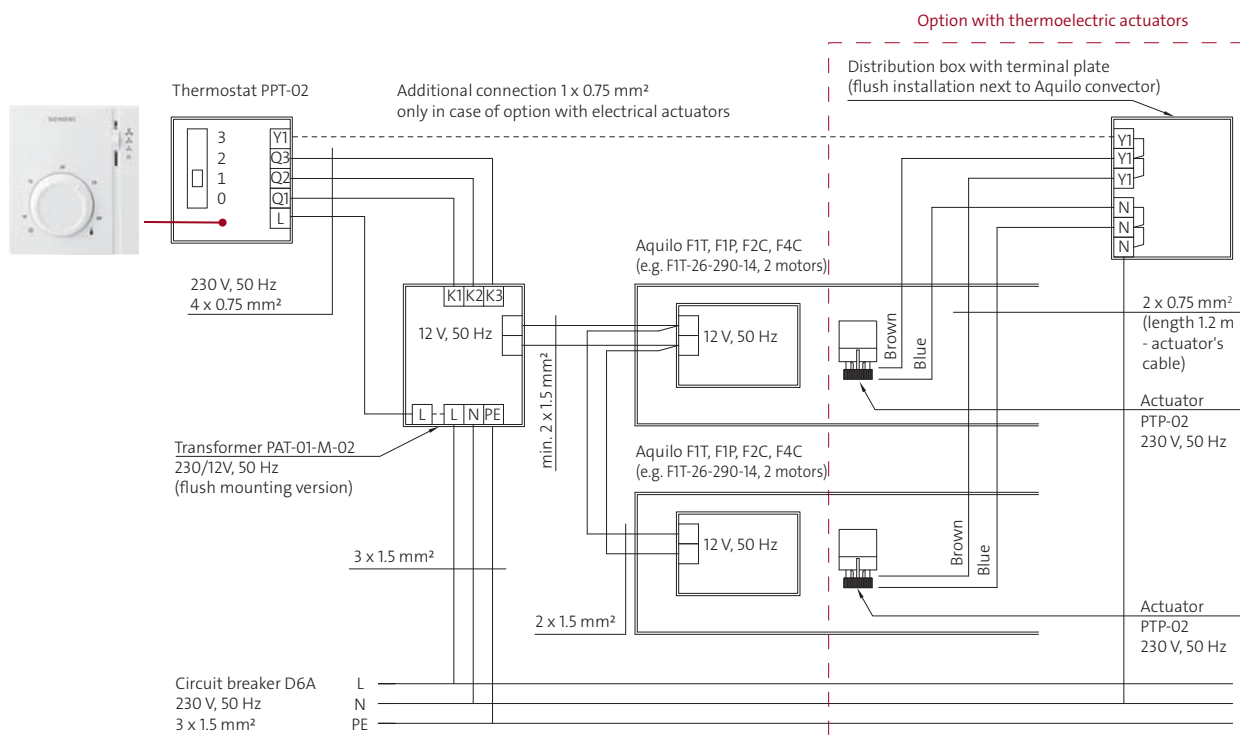 Option with thermoelectric actuators
Distribution box with terminal plate
(flush installation next to Aquilo convector)
Thermostat PPT-02
Additional connection 1 x 0.75 mm²
only in case of option with electrical actuators
SIEMENS
3
2
1
0
Y1
Q3
Q2
Q1
L
Y1
Y1
Y1
N
N
N
230 V, 50 Hz
4 x 0.75 mm²
Aquilo F1T, F1P, F2C, F4C
(e.g. F1T-26-290-14, 2 motors)
K1 K2 K3
12 V, 50 Hz
L L N PE
12 V, 50 Hz
Brown
Blue
2 x 0.75 mm²
(length 1.2 m
- actuator's
cable)
min. 2 x 1.5 mm²
Actuator
PTP-02
230 V, 50 Hz
Transformer PAT-01-M-02
230/12V, 50 Hz
(flush mounting version)
Aquilo F1T, F1P, F2C, F4C
(e.g. F1T-26-290-14, 2 motors)
12 V, 50 Hz
Brown
Blue
3 x 1.5 mm²
2 x 1.5 mm²
Actuator
PTP-02
230 V, 50 Hz
Circuit breaker D6A
230 V, 50 Hz
3 x 1.5 mm²
L
N
PE